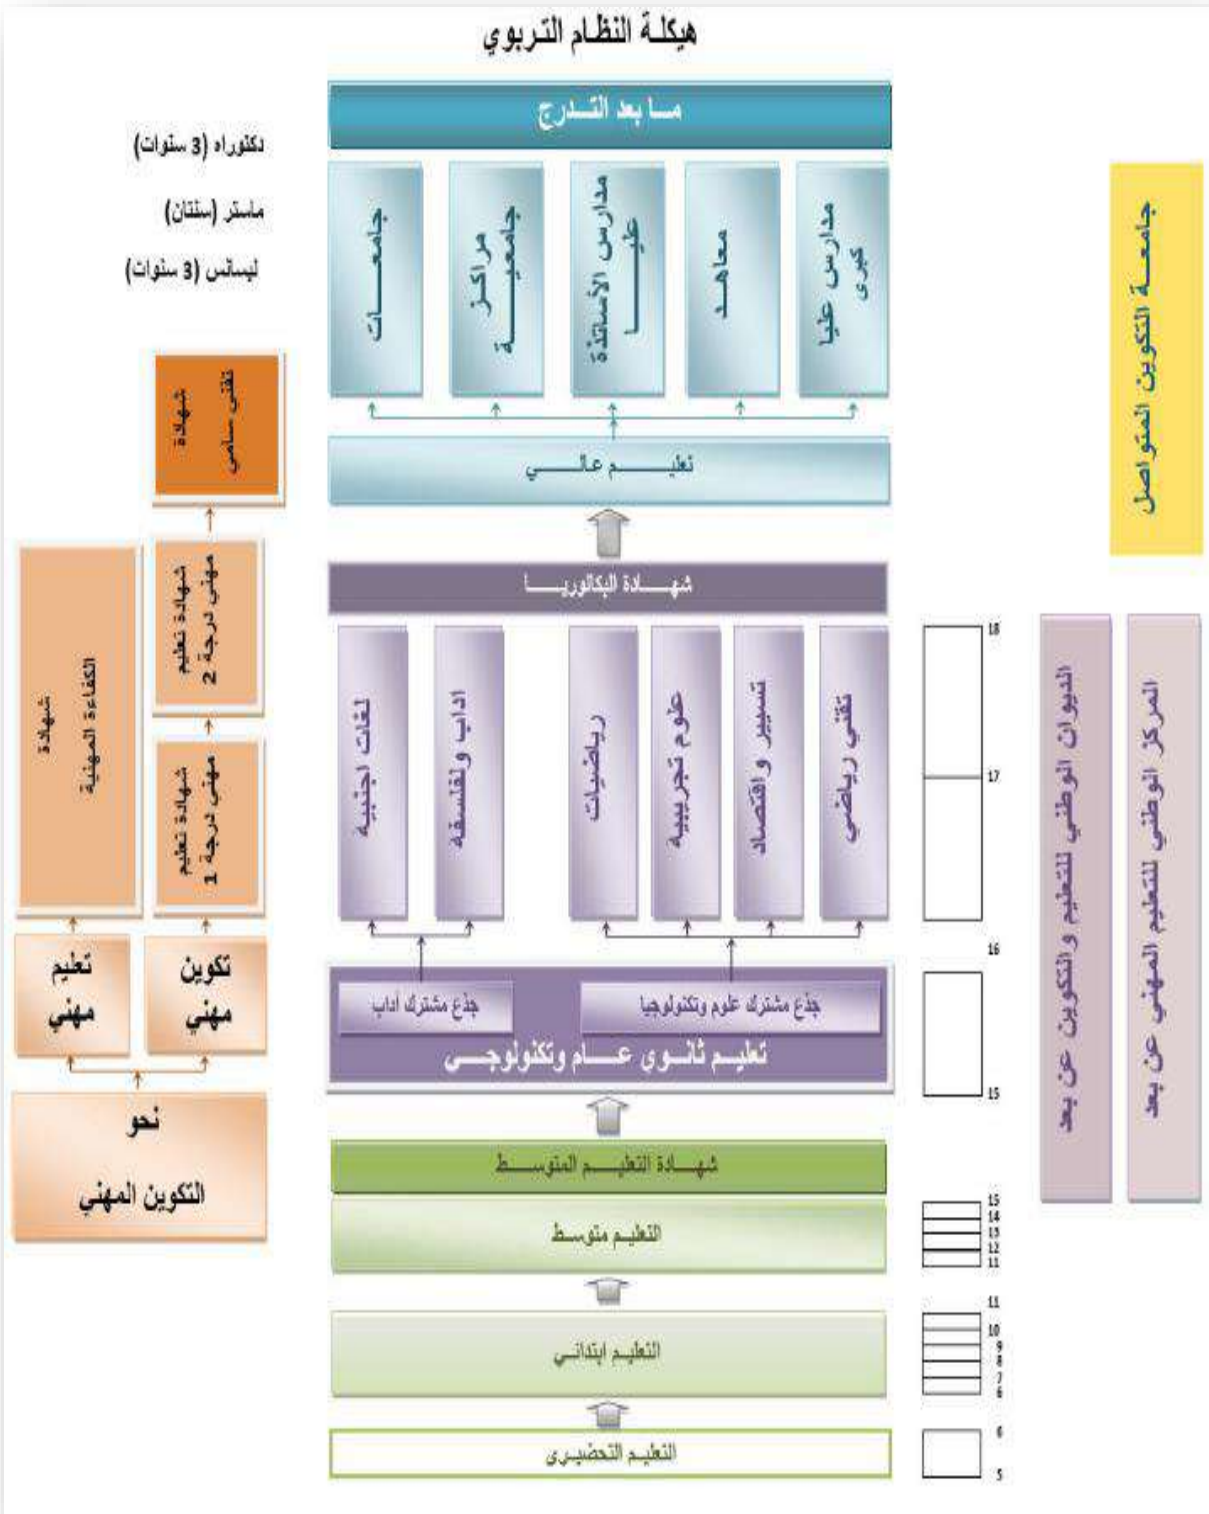 هيكلة النظام التربوي
ما بعد التدرج
دكتوراه (3 سنوات)
ماستر (سنتان)
ليسانس (3 سنوات)
جامعات
مراكز
جامعية
مدارس الأساتذة
عليا
معاهد
مدارس عليا
كبرى
جامعة التكوين المتواصل
تعليم عالي
شهادة
تقني سامي
شهادة البكالوريا
شهادة
الكفاءة المهنية
شهادة تعليم
مهني درجة 2
شهادة تعليم
مهني درجة 1
لغات اجنبية
اداب وفلسفة
رياضيات
علوم تجريبية
تسيير واقتصاد
تقني رياضي
18
17
16
15
الديوان الوطني للتعليم والتكوين عن بعد
المركز الوطني للتعليم المهني عن بعد
تعليم
مهني
تكوين
مهني
جذع مشترك أداب
جذع مشترك علوم وتكنولوجيا
تعليم ثانوي عام وتكنولوجي
نحو
التكوين المهني
شهادة التعليم المتوسط
التعليم متوسط
15
14
13
12
11
التعليم ابتدائي
11
10
9
8
7
6
التعليم التحضيري
6
5